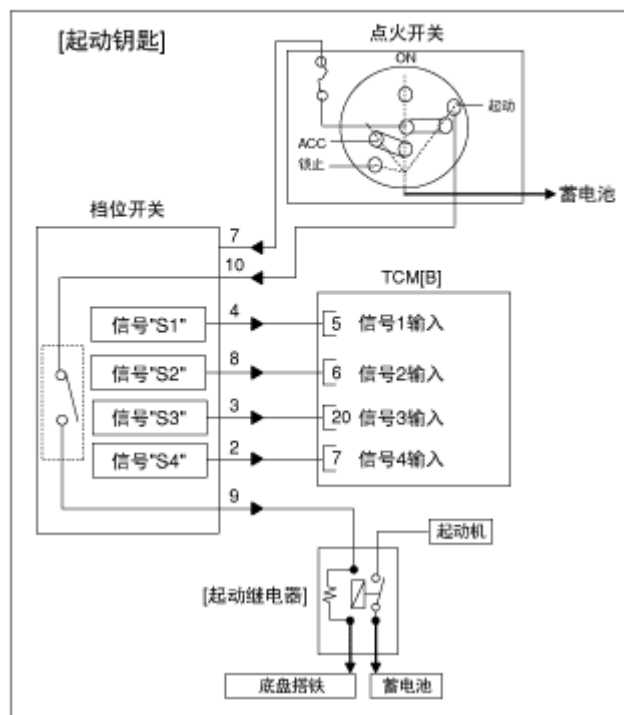 [起动钥匙]
点火开关
ON
起动
ACC
锁止
蓄电池
档位开关
7
10
TCM[B]
信号"S1"
4
5 信号1输入
信号"S2"
8
6 信号2输入
信号"S3"
3
20 信号3输入
信号"S4"
2
7 信号4输入
9
起动机
[起动继电器]
底盘搭铁
蓄电池